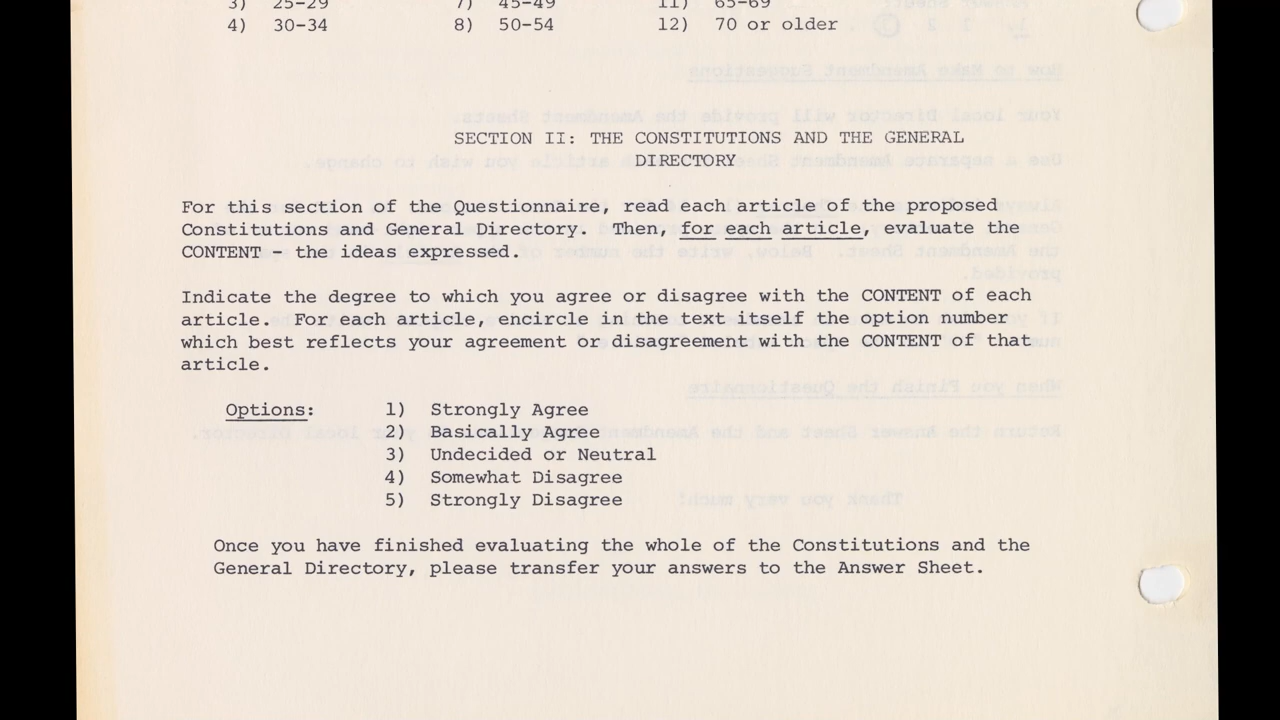 3) 25-29 7) 45-49 11) 65-69
4) 30-34 8) 50-54 12) 70 or older
SECTION II: THE CONSTITUTIONS AND THE GENERAL
DIRECTORY
For this section of the Questionnaire, read each article of the proposed
Constitutions and General Directory. Then, for each article, evaluate the
CONTENT - the ideas expressed.
Indicate the degree to which you agree or disagree with the CONTENT of each
article. For each article, encircle in the text itself the option number
which best reflects your agreement or disagreement with the CONTENT of that
article.
Options: 1) Strongly Agree
2) Basically Agree
3) Undecided or Neutral
4) Somewhat Disagree
5) Strongly Disagree
Once you have finished evaluating the whole of the Constitutions and the
General Directory, please transfer your answers to the Answer Sheet.